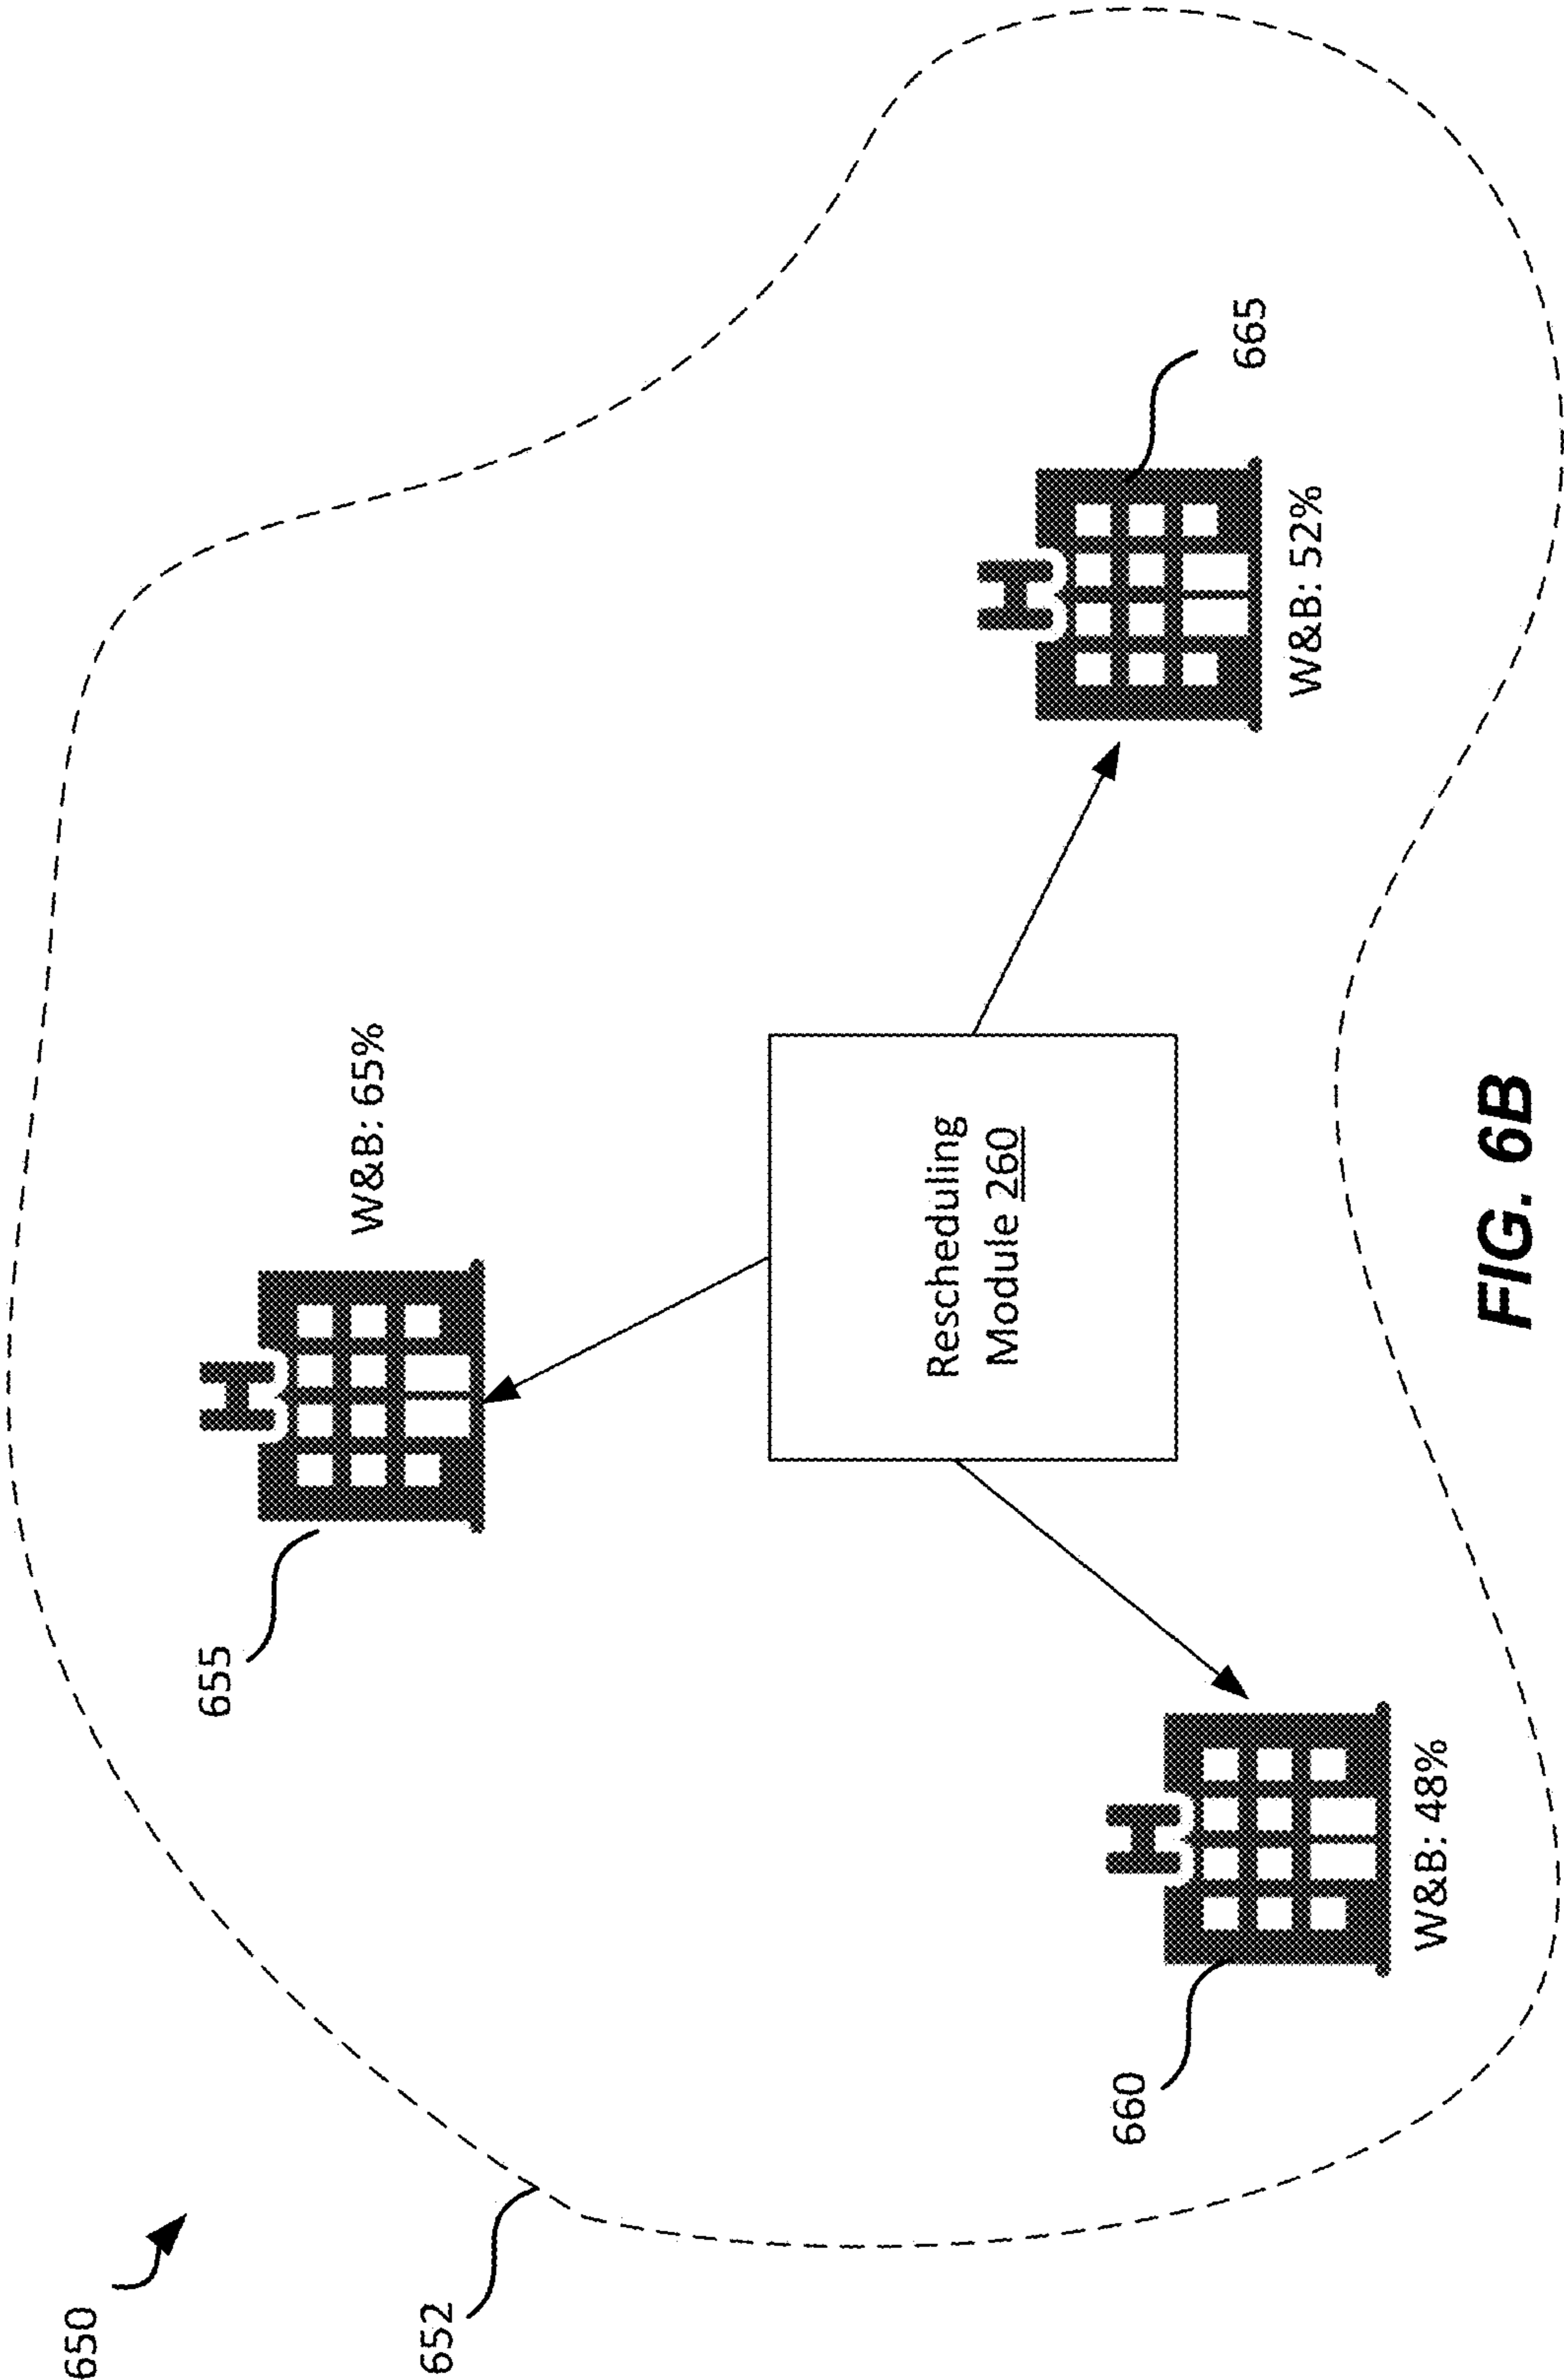 650
655
H
W&B: 65%
652
Rescheduling
Module 260
H
660
H
665
W&B: 52%
W&B: 48%
FIG. 6B